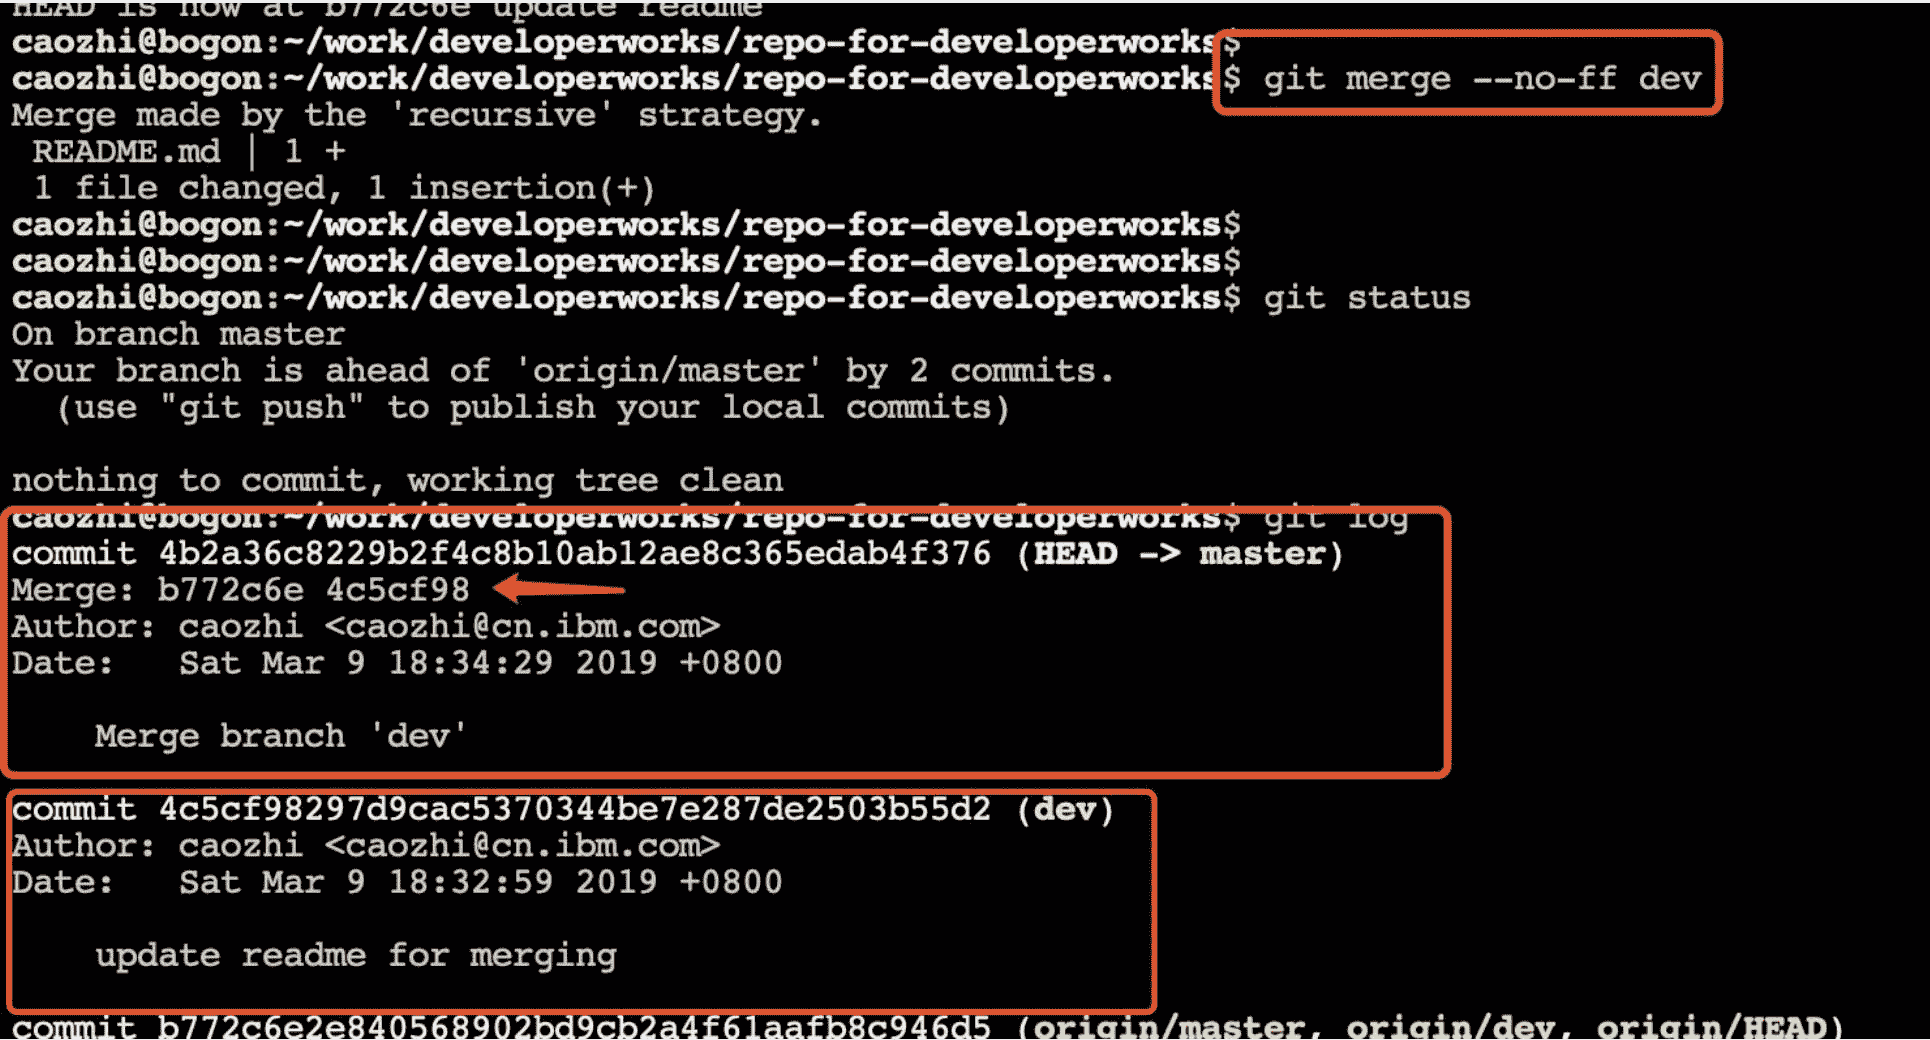 HEAD is now at b772c6e update readme
caozhi@bogon:~/work/developerworks/repo-for-developerworks$
caozhi@bogon:~/work/developerworks/repo-for-developerworks$ git merge --no-ff dev
Merge made by the 'recursive' strategy.
README.md | 1 +
1 file changed, 1 insertion(+)
caozhi@bogon:~/work/developerworks/repo-for-developerworks$
caozhi@bogon:~/work/developerworks/repo-for-developerworks$
caozhi@bogon:~/work/developerworks/repo-for-developerworks$ git status
On branch master
Your branch is ahead of 'origin/master' by 2 commits.
(use "git push" to publish your local commits)
nothing to commit, working tree clean
caozhi@bogon:~/work/developerworks/repo-for-developerworks$ git log
commit 4b2a36c8229b2f4c8b10ab12ae8c365edab4f376 (HEAD -> master)
Merge: b772c6e 4c5cf98
Author: caozhi <caozhi@cn.ibm.com>
Date:   Sat Mar 9 18:34:29 2019 +0800
Merge branch 'dev'
commit 4c5cf98297d9cac5370344be7e287de2503b55d2 (dev)
Author: caozhi <caozhi@cn.ibm.com>
Date:   Sat Mar 9 18:32:59 2019 +0800
update readme for merging
commit b772c6e2e840568902bd9cb2a4f61aafb8c946d5 (origin/master, origin/dev, origin/HEAD)